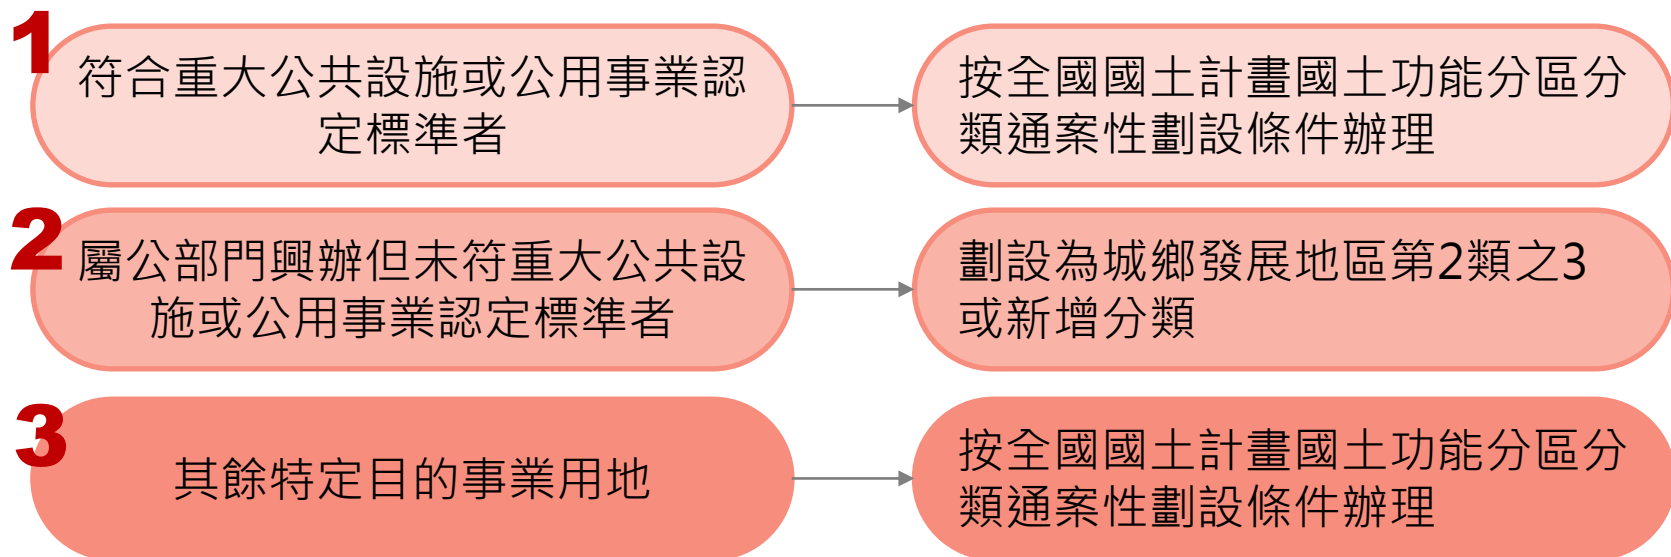 1
符合重大公共設施或公用事業認
定標準者
按全國國土計畫國土功能分區分
類通案性劃設條件辦理
2
屬公部門興辦但未符重大公共設
施或公用事業認定標準者
劃設為城鄉發展地區第2類之3
或新增分類
3
其餘特定目的事業用地
按全國國土計畫國土功能分區分
類通案性劃設條件辦理